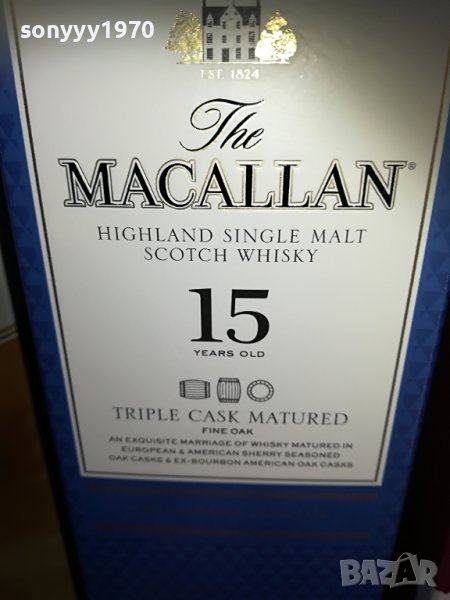 sonyyy1970
EST. 1824
The
MACALLAN®
HIGHLAND SINGLE MALT
SCOTCH WHISKY
15
YEARS OLD
TRIPLE CASK MATURED
FINE OAK
AN EXQUISITE MARRIAGE OF WHISKY MATURED IN
EUROPEAN & AMERICAN SHERRY SEASONED
OAK CASKS & EX-BOURBON AMERICAN OAK CASKS
BAZAR